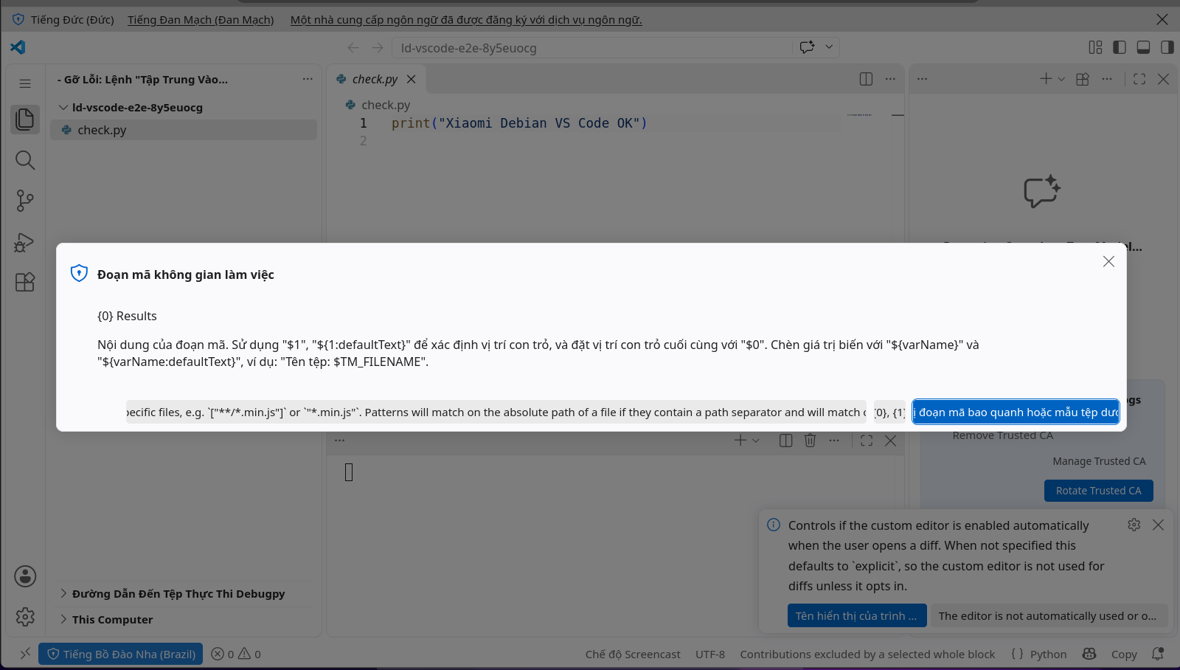 Tiếng Đức (Đức) Tiếng Đan Mạch (Đan Mạch) Một nhà cung cấp ngôn ngữ đã được đăng ký với dịch vụ ngôn ngữ.
ld-vscode-e2e-8y5euocg
- Gỡ Lỗi: Lệnh "Tập Trung Vào...
ld-vscode-e2e-8y5euocg
check.py
check.py
check.py
1 print("Xiaomi Debian VS Code OK")
2
Đoạn mã không gian làm việc
{0} Results
Nội dung của đoạn mã. Sử dụng "$1", "${1:defaultText}" để xác định vị trí con trỏ, và đặt vị trí con trỏ cuối cùng với "$0". Chèn giá trị biến với "${varName}" và
"${varName:defaultText}", ví dụ: "Tên tệp: $TM_FILENAME".
specific files, e.g. `["**/*.min.js"]` or `"*.min.js"`. Patterns will match on the absolute path of a file if they contain a path separator and will match
{0}, {1}
đoạn mã bao quanh hoặc mẫu tệp
Remove Trusted CA
Manage Trusted CA
Rotate Trusted CA
Controls if the custom editor is enabled automatically
when the user opens a diff. When not specified this
defaults to `explicit`, so the custom editor is not used for
diffs unless it opts in.
Tên hiển thị của trình ... The editor is not automatically used or o...
Đường Dẫn Đến Tệp Thực Thi Debugpy
This Computer
Tiếng Bồ Đào Nha (Brazil) 0 0 Chế độ Screencast UTF-8 Contributions excluded by a selected whole block { } Python Copy